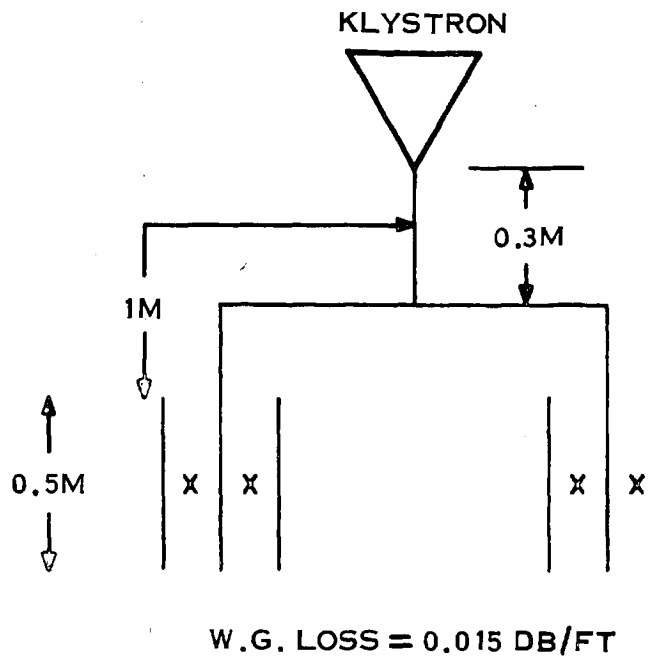 KLYSTRON
0.3M
1M
0.5M
X X X X
W.G. LOSS = 0.015 DB/FT